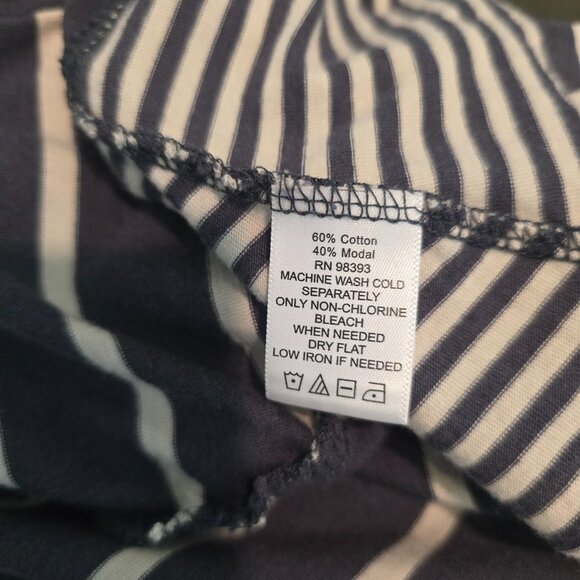 60% Cotton
40% Modal
RN 98393
MACHINE WASH COLD
SEPARATELY
ONLY NON-CHLORINE
BLEACH
WHEN NEEDED
DRY FLAT
LOW IRON IF NEEDED